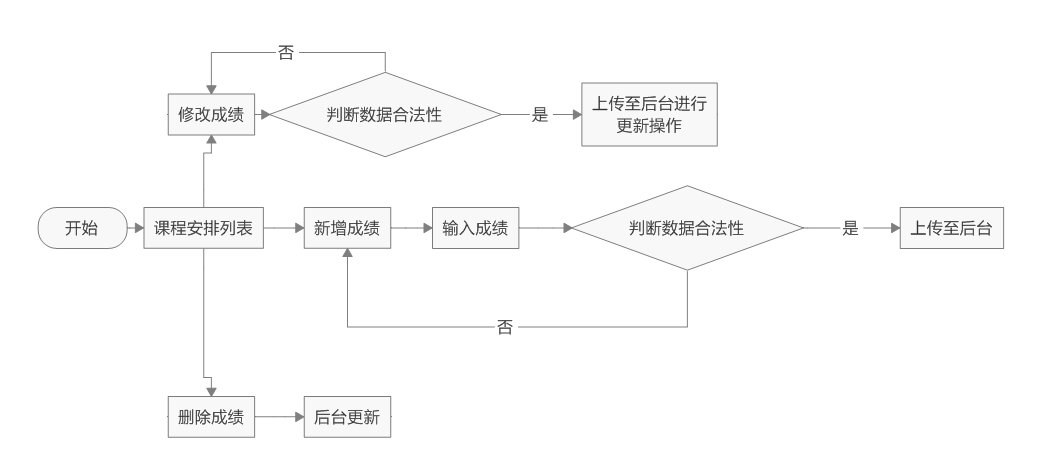 否
修改成绩
判断数据合法性
是
上传至后台进行
更新操作
开始
课程安排列表
新增成绩
输入成绩
判断数据合法性
是
上传至后台
否
删除成绩
后台更新